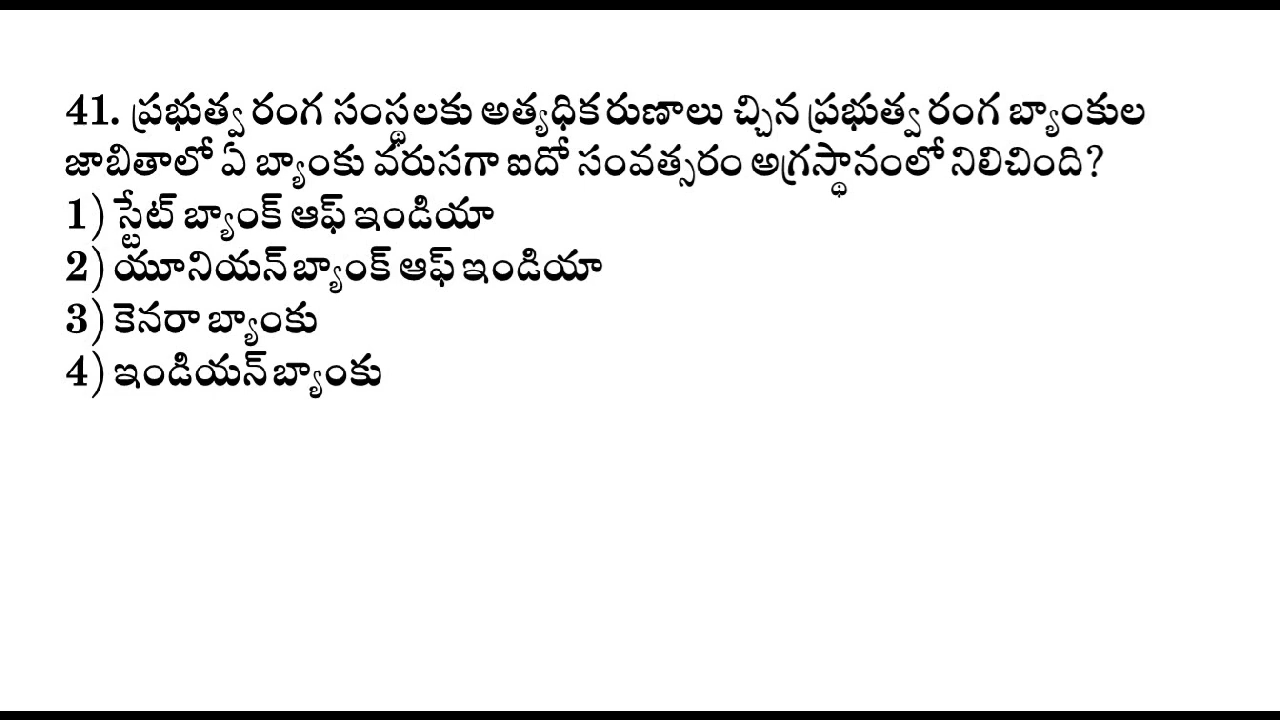 41. ప్రభుత్వ రంగ సంస్థలకు అత్యధిక రుణాలు చ్చిన ప్రభుత్వ రంగ బ్యాంకుల
జాబితాలో ఏ బ్యాంకు వరుసగా ఐదో సంవత్సరం అగ్రస్థానంలో నిలిచింది?
1) స్టేట్ బ్యాంక్ ఆఫ్ ఇండియా
2) యూనియన్ బ్యాంక్ ఆఫ్ ఇండియా
3) కెనరా బ్యాంకు
4) ఇండియన్ బ్యాంకు